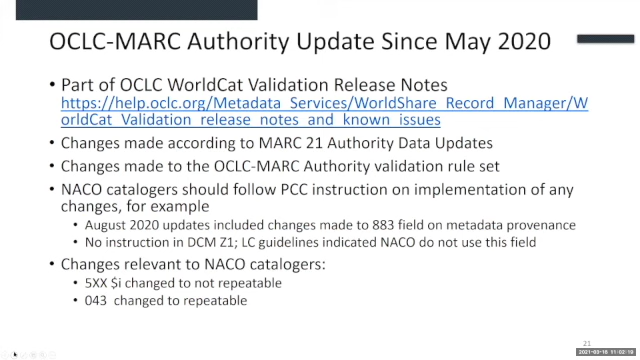 OCLC-MARC Authority Update Since May 2020
• Part of OCLC WorldCat Validation Release Notes
https://help.oclc.org/Metadata_Services/WorldShare_Record_Manager/W
orldCat_Validation_release_notes_and_known_issues
• Changes made according to MARC 21 Authority Data Updates
• Changes made to the OCLC-MARC Authority validation rule set
• NACO catalogers should follow PCC instruction on implementation of any
changes, for example
• August 2020 updates included changes made to 883 field on metadata provenance
• No instruction in DCM Z1; LC guidelines indicated NACO do not use this field
• Changes relevant to NACO catalogers:
• 5XX $i changed to not repeatable
• 043 changed to repeatable
21
2021-03-16 11:02:19